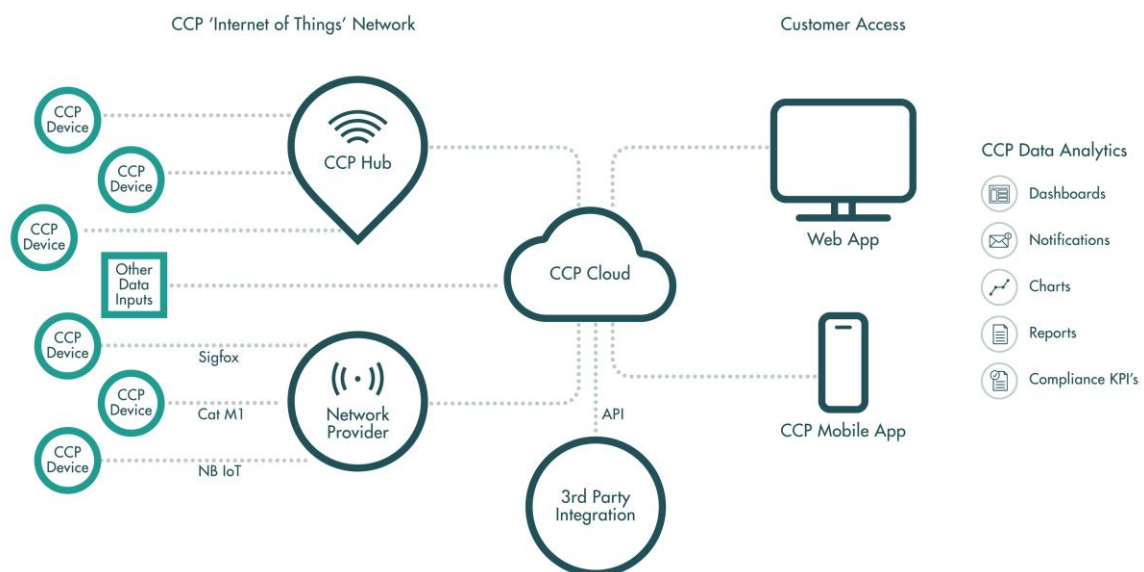 CCP ‘Internet of Things’ Network
Customer Access
CCP
Device
CCP
Device
CCP
Device
CCP Hub
Other
Data
Inputs
CCP
Device
Sigfox
CCP
Device
Cat M1
CCP
Device
NB IoT
Network
Provider
CCP Cloud
API
3rd Party
Integration
Web App
CCP Mobile App
CCP Data Analytics
Dashboards
Notifications
Charts
Reports
Compliance KPI's